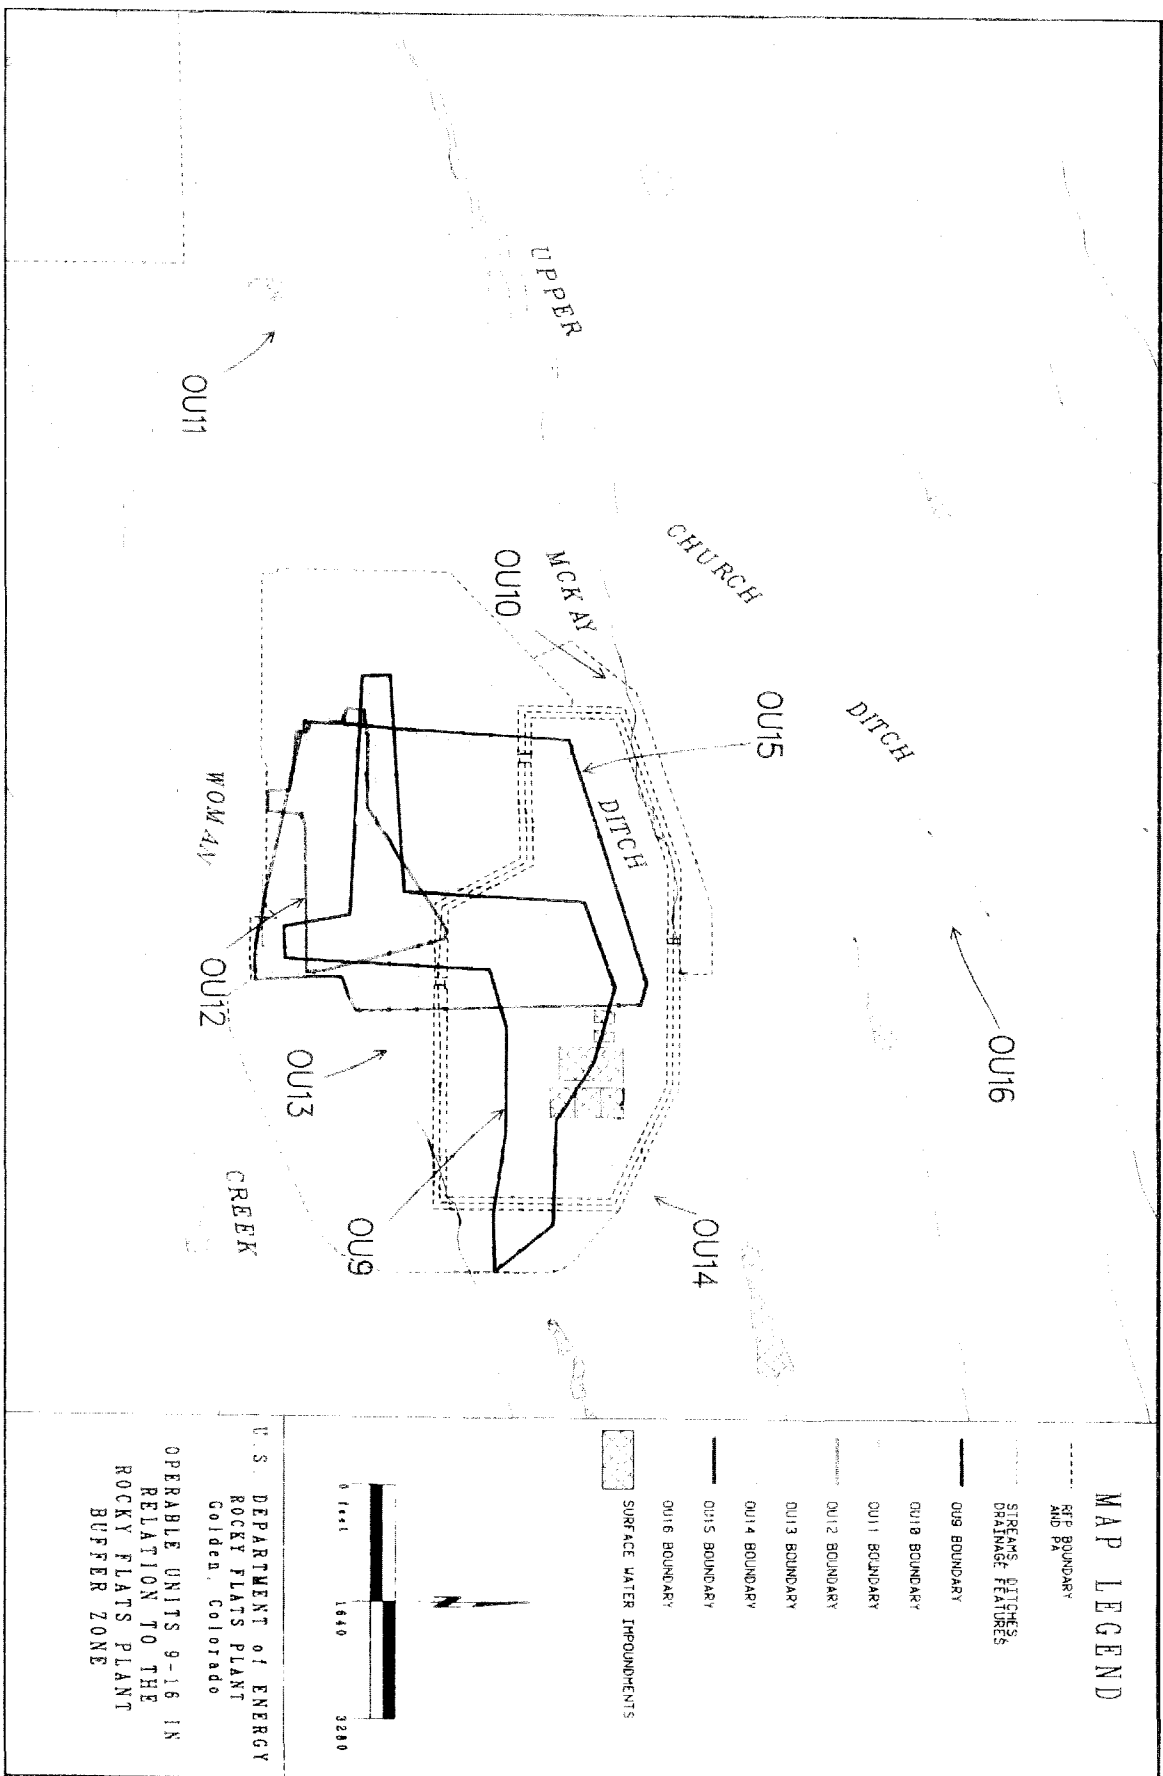 UPPER
CHURCH
DITCH
MCKAY
DITCH
WOMAN
CREEK
OU11
OU10
OU15
OU16
OU12
OU13
OU9
OU14
MAP LEGEND
RFP BOUNDARY
AND PA
STREAMS, DITCHES,
DRAINAGE FEATURES
OU9 BOUNDARY
OU10 BOUNDARY
OU11 BOUNDARY
OU12 BOUNDARY
OU13 BOUNDARY
OU14 BOUNDARY
OU15 BOUNDARY
OU16 BOUNDARY
SURFACE WATER IMPOUNDMENTS
0 feet 1640 3280
U.S. DEPARTMENT of ENERGY
ROCKY FLATS PLANT
Golden, Colorado
OPERABLE UNITS 9-16 IN
RELATION TO THE
ROCKY FLATS PLANT
BUFFER ZONE